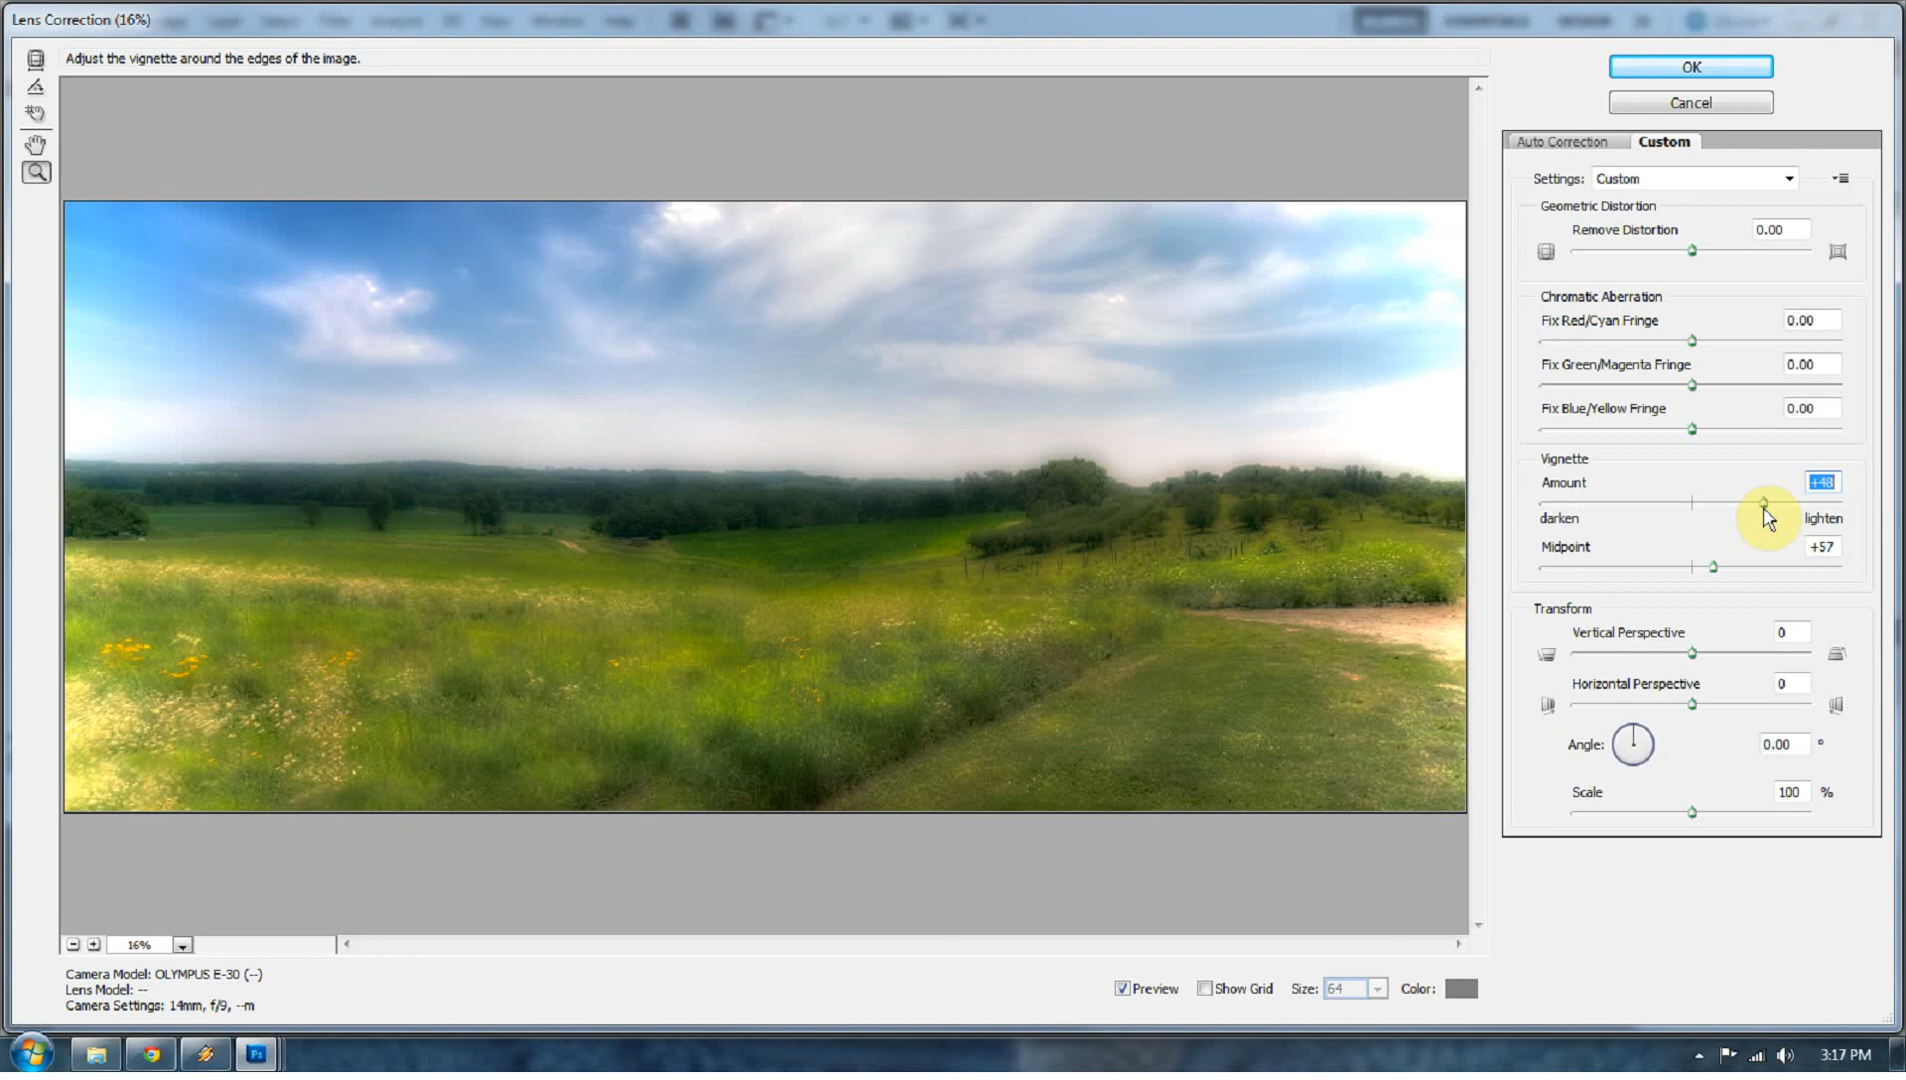 Lens Correction (16%)
Adjust the vignette around the edges of the image.
OK
Cancel
Auto Correction
Custom
Settings: Custom
Geometric Distortion
Remove Distortion 0.00
Chromatic Aberration
Fix Red/Cyan Fringe 0.00
Fix Green/Magenta Fringe 0.00
Fix Blue/Yellow Fringe 0.00
Vignette
Amount +48
darken lighten
Midpoint +57
Transform
Vertical Perspective 0
Horizontal Perspective 0
Angle: 0.00 °
Scale 100 %
16%
Camera Model: OLYMPUS E-30 (--)
Lens Model: --
Camera Settings: 14mm, f/9, --m
Preview Show Grid Size: 64 Color:
Ps
3:17 PM